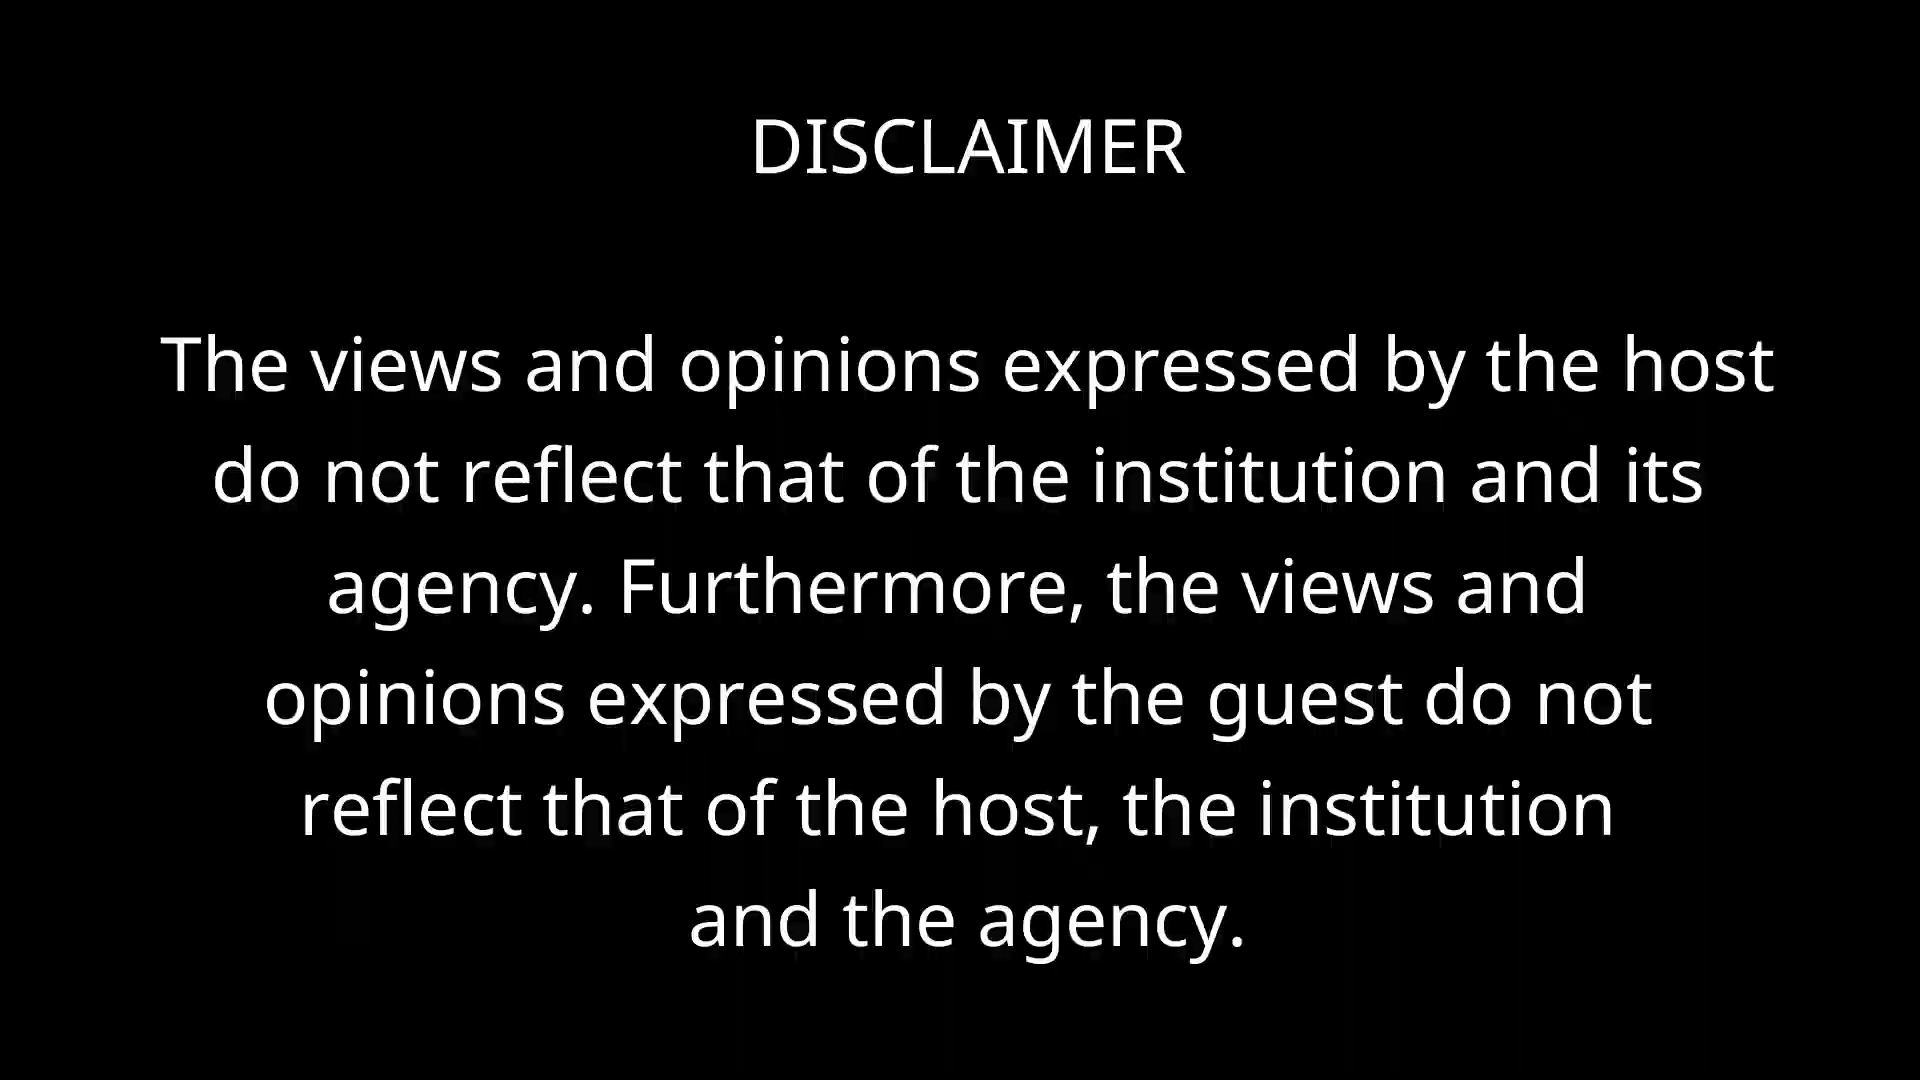 DISCLAIMER
The views and opinions expressed by the host
do not reflect that of the institution and its
agency. Furthermore, the views and
opinions expressed by the guest do not
reflect that of the host, the institution
and the agency.